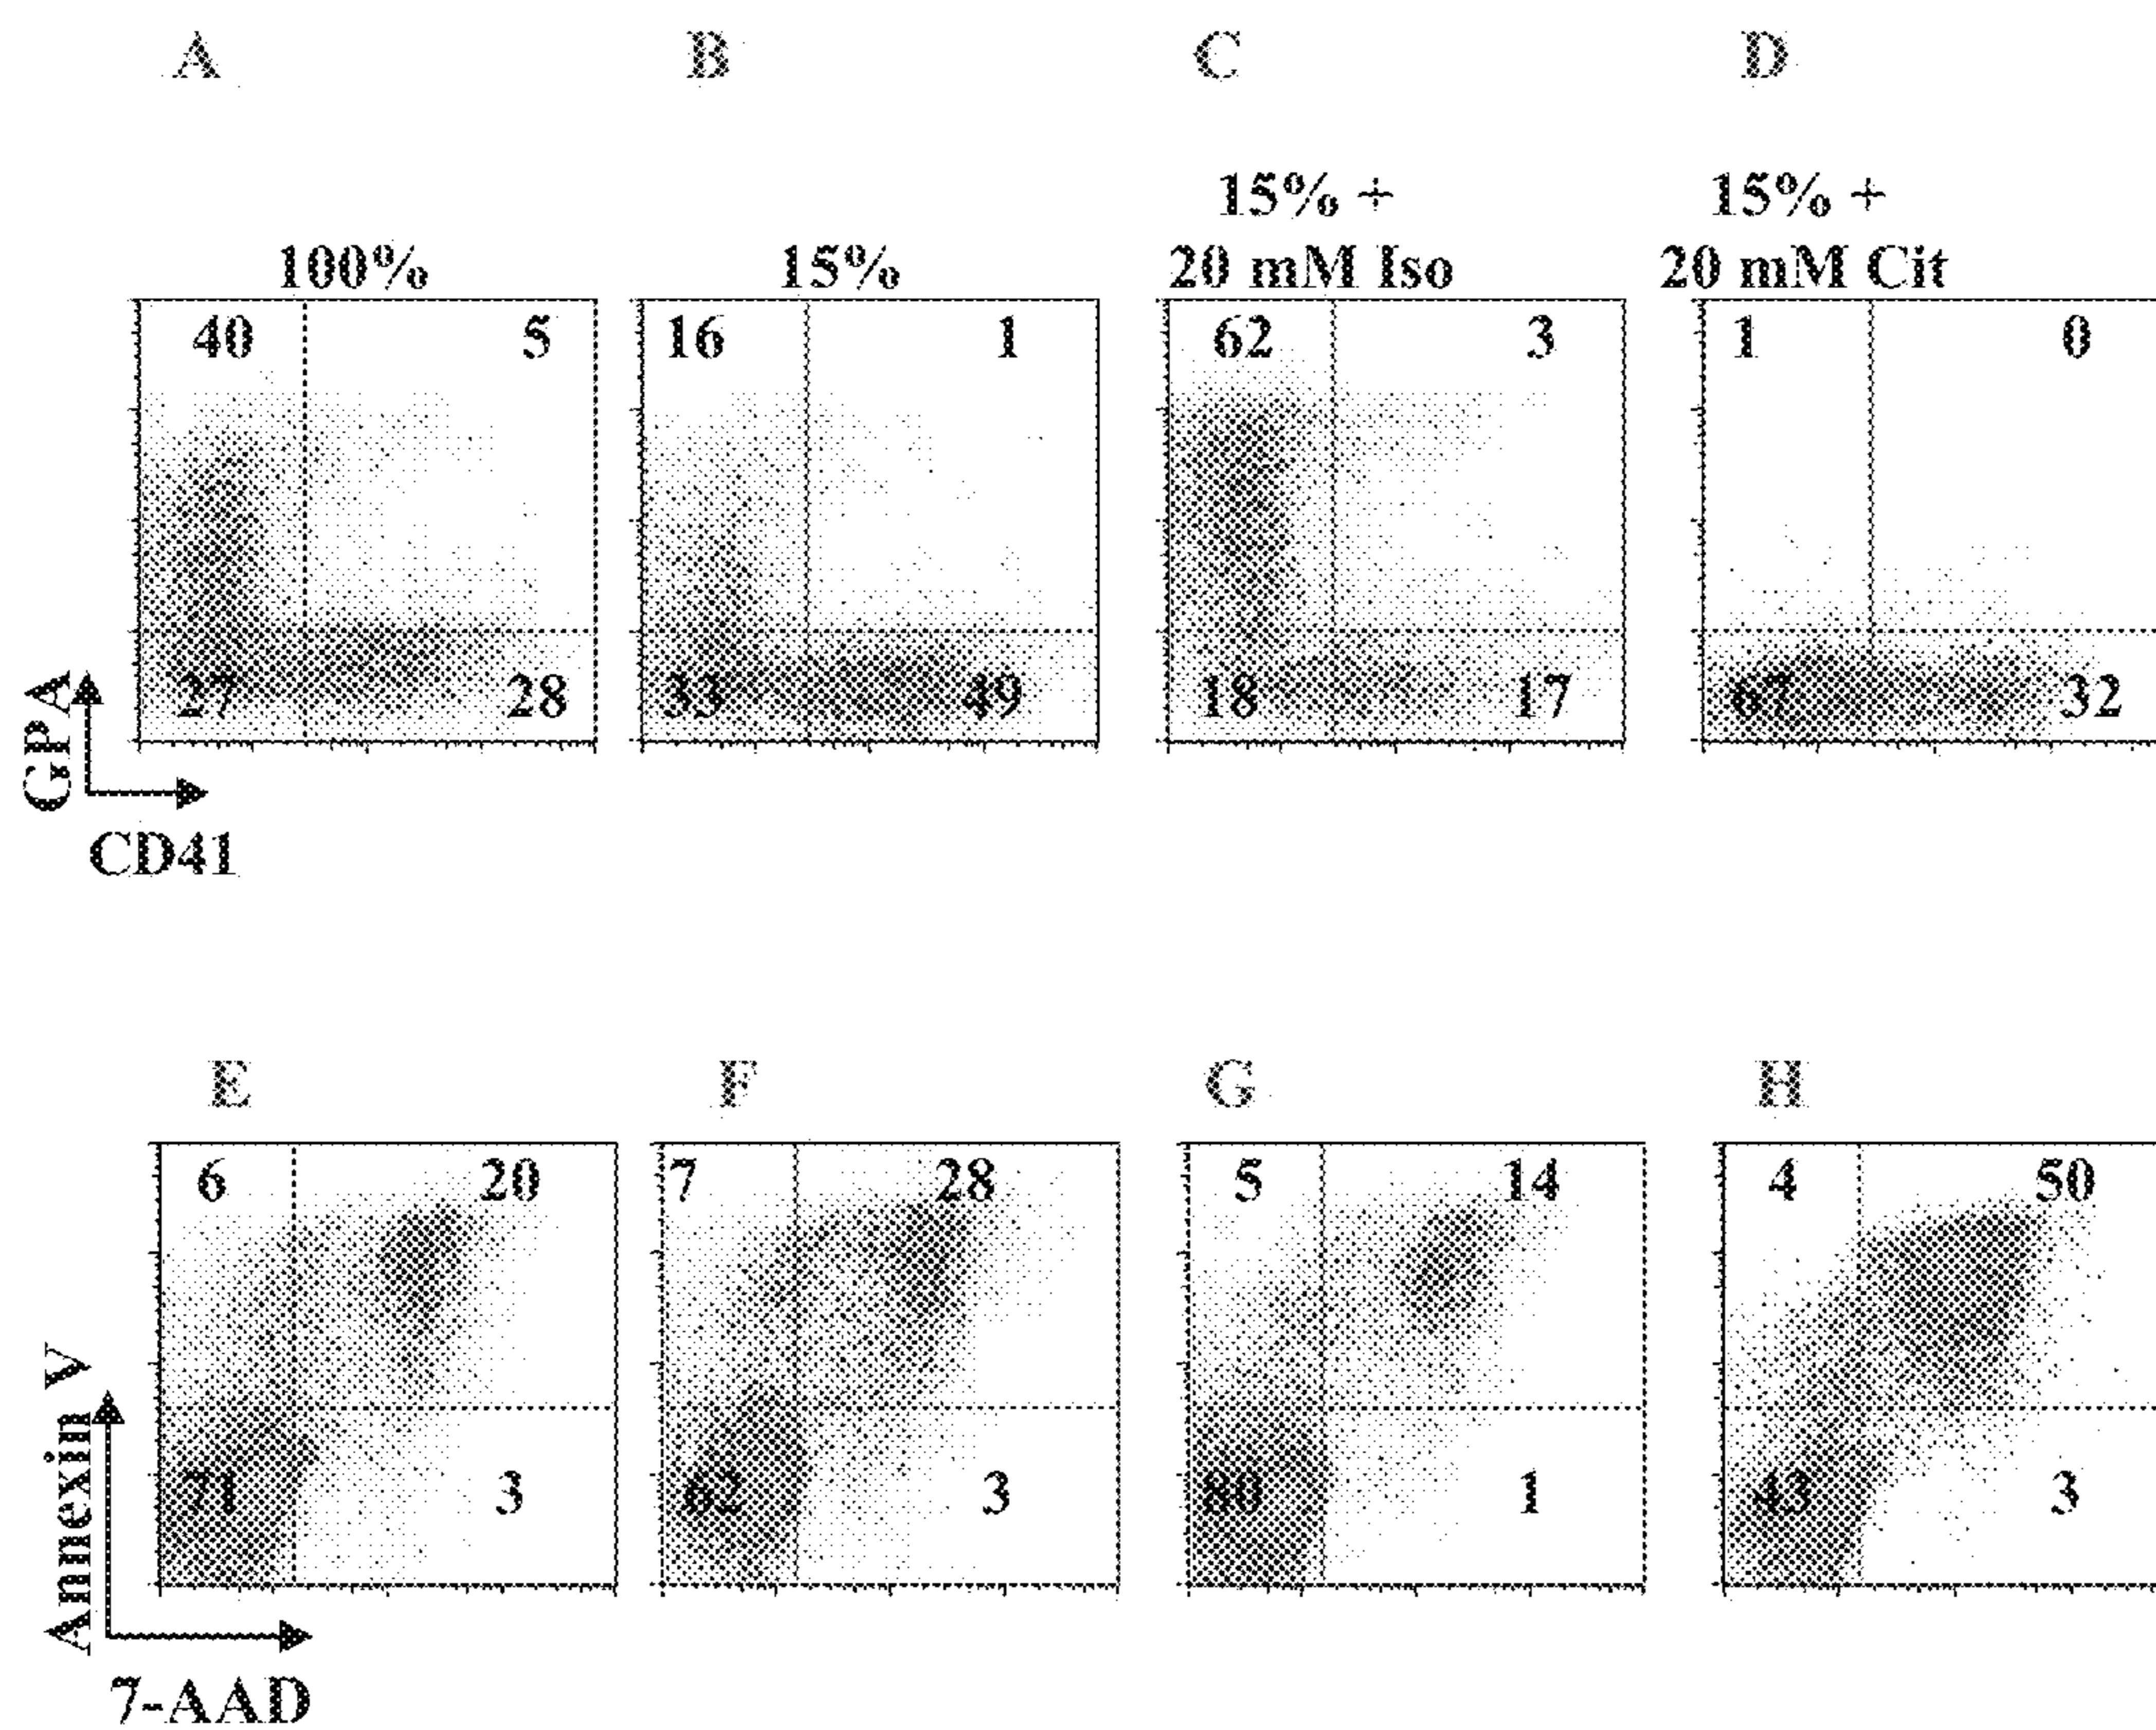 A B C D
15% + 15% +
100% 15% 20 mM Iso 20 mM Cit
40 5 16 1 62 3 1 0
27 28 33 49 18 17 67 32
GPA
CD41
E F G H
6 20 7 28 5 14 4 50
71 3 62 3 80 1 43 3
Annexin V
7-AAD